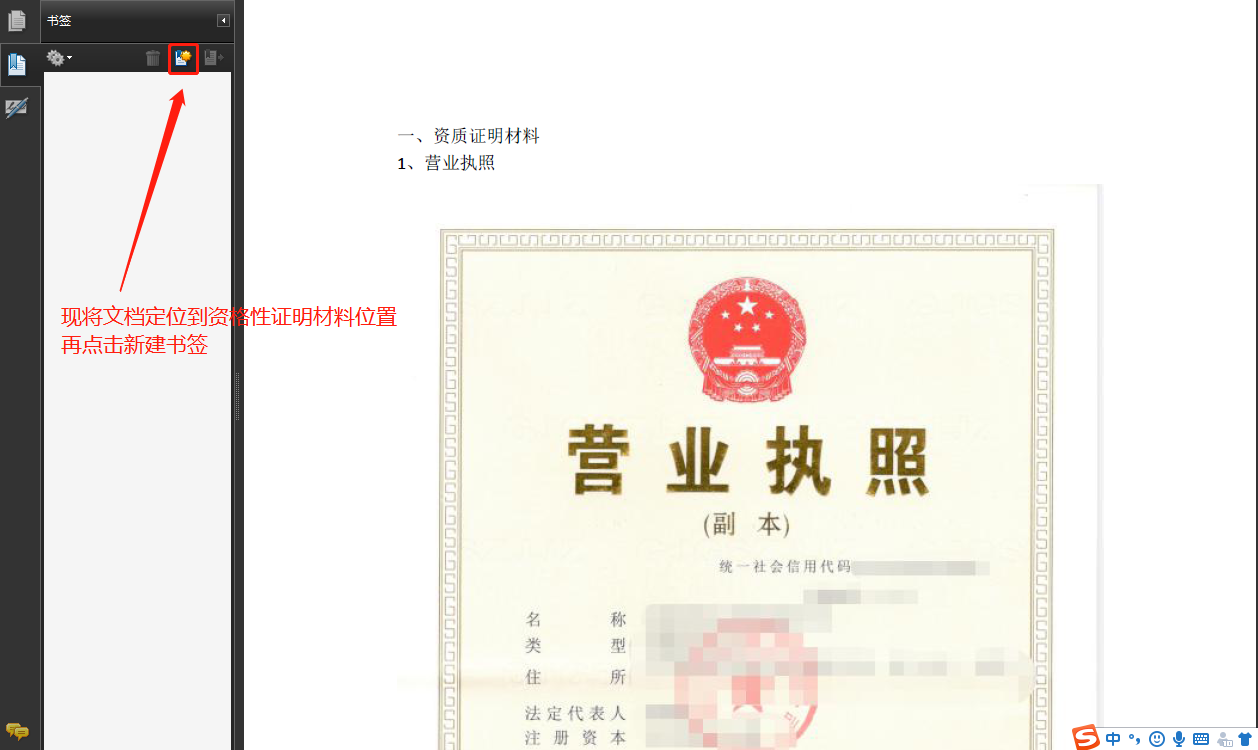 书签
一、资质证明材料
1、营业执照
现将文档定位到资格性证明材料位置
再点击新建书签
营业执照
(副 本)
统一社会信用代码
名 称
类 型
住 所
法定代表人
注册资本
中